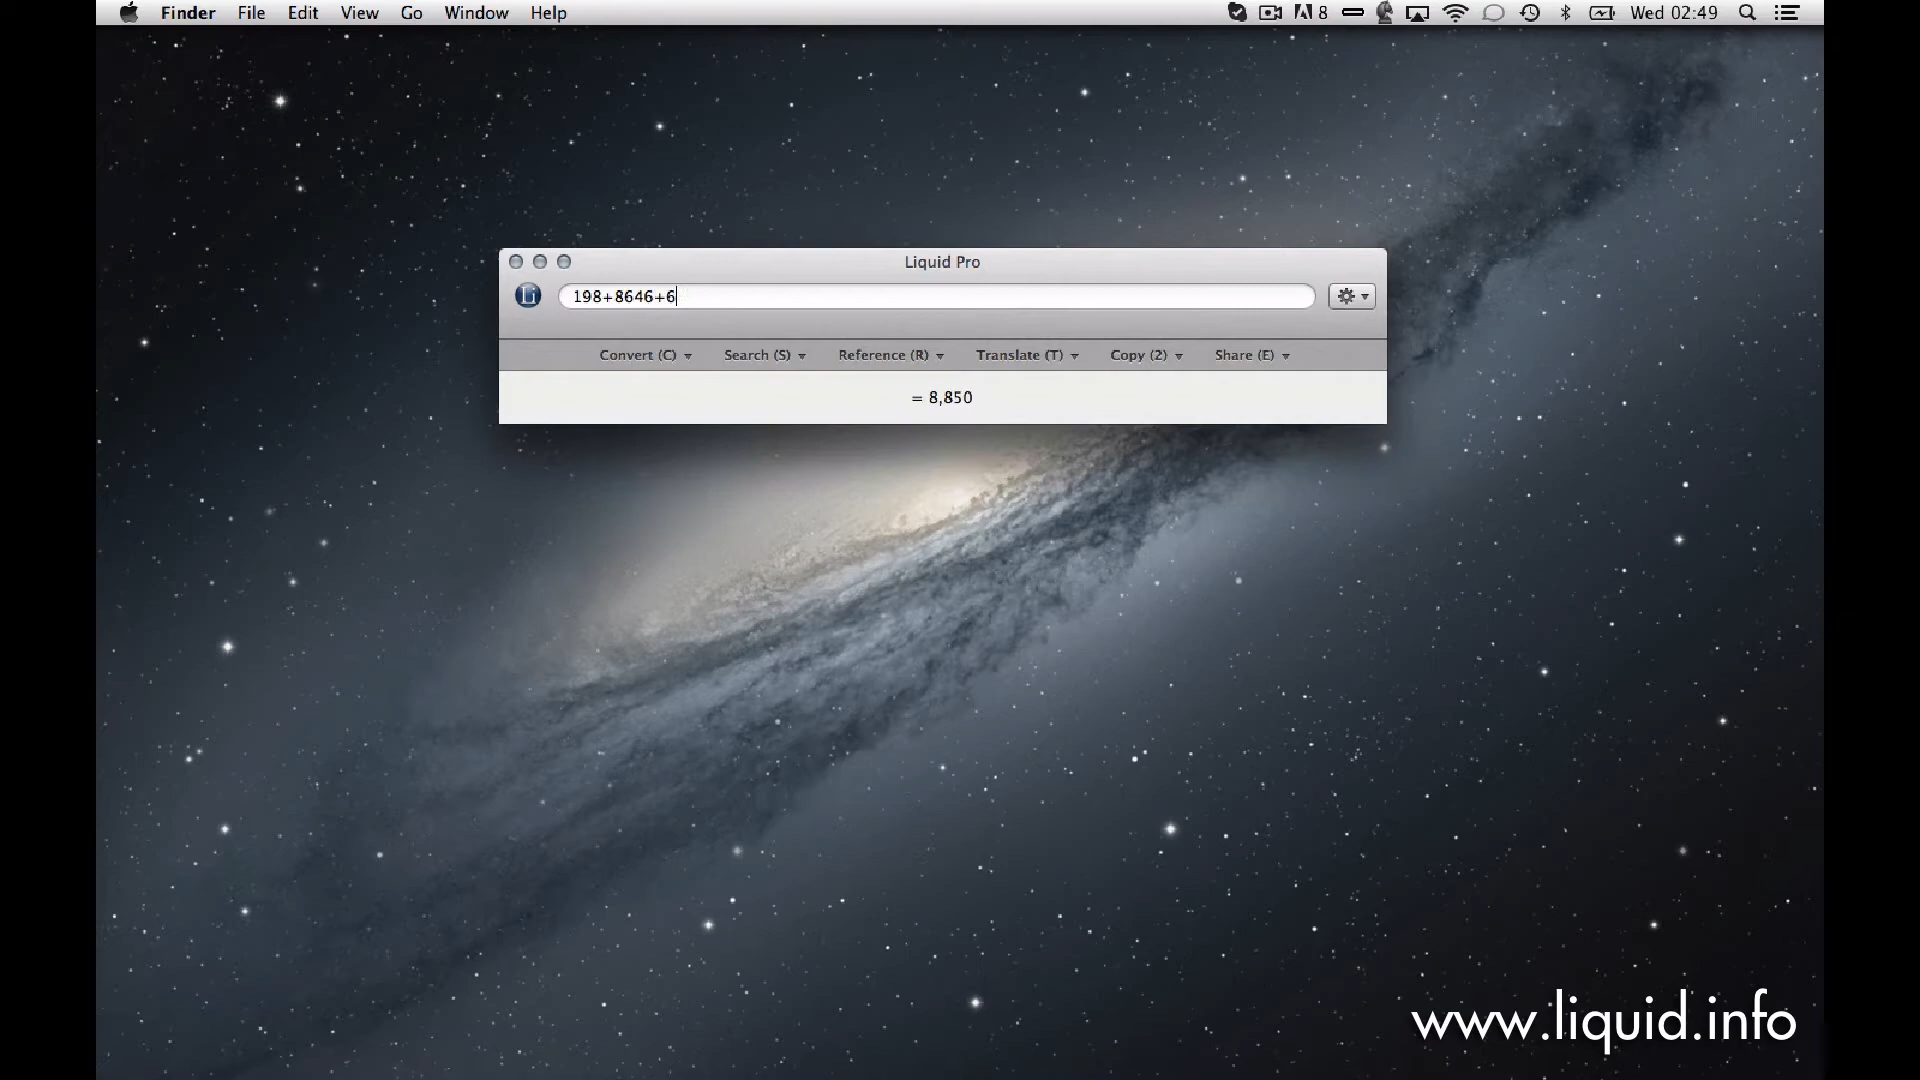 Finder File Edit View Go Window Help 8 Wed 02:49
Liquid Pro
Li 198+8646+6
Convert (C) Search (S) Reference (R) Translate (T) Copy (2) Share (E)
= 8,850
www.liquid.info